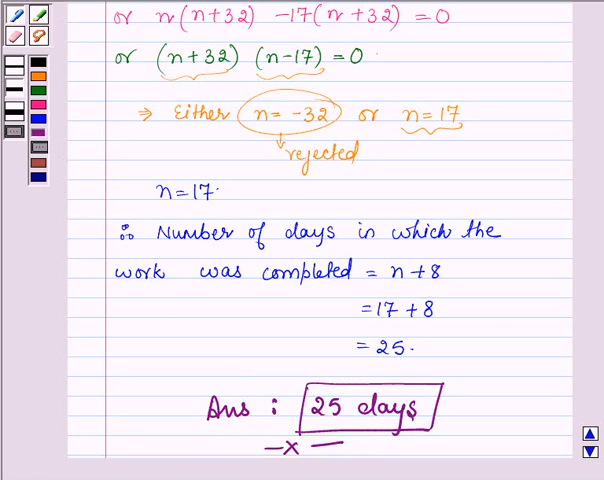 or n(n+32) -17(n+32) = 0
or (n+32) (n-17) = 0
⇒ Either n = -32 or n = 17
rejected
n = 17.
∴ Number of days in which the
work was completed = n + 8
= 17 + 8
= 25.
Ans : 25 days
—x—